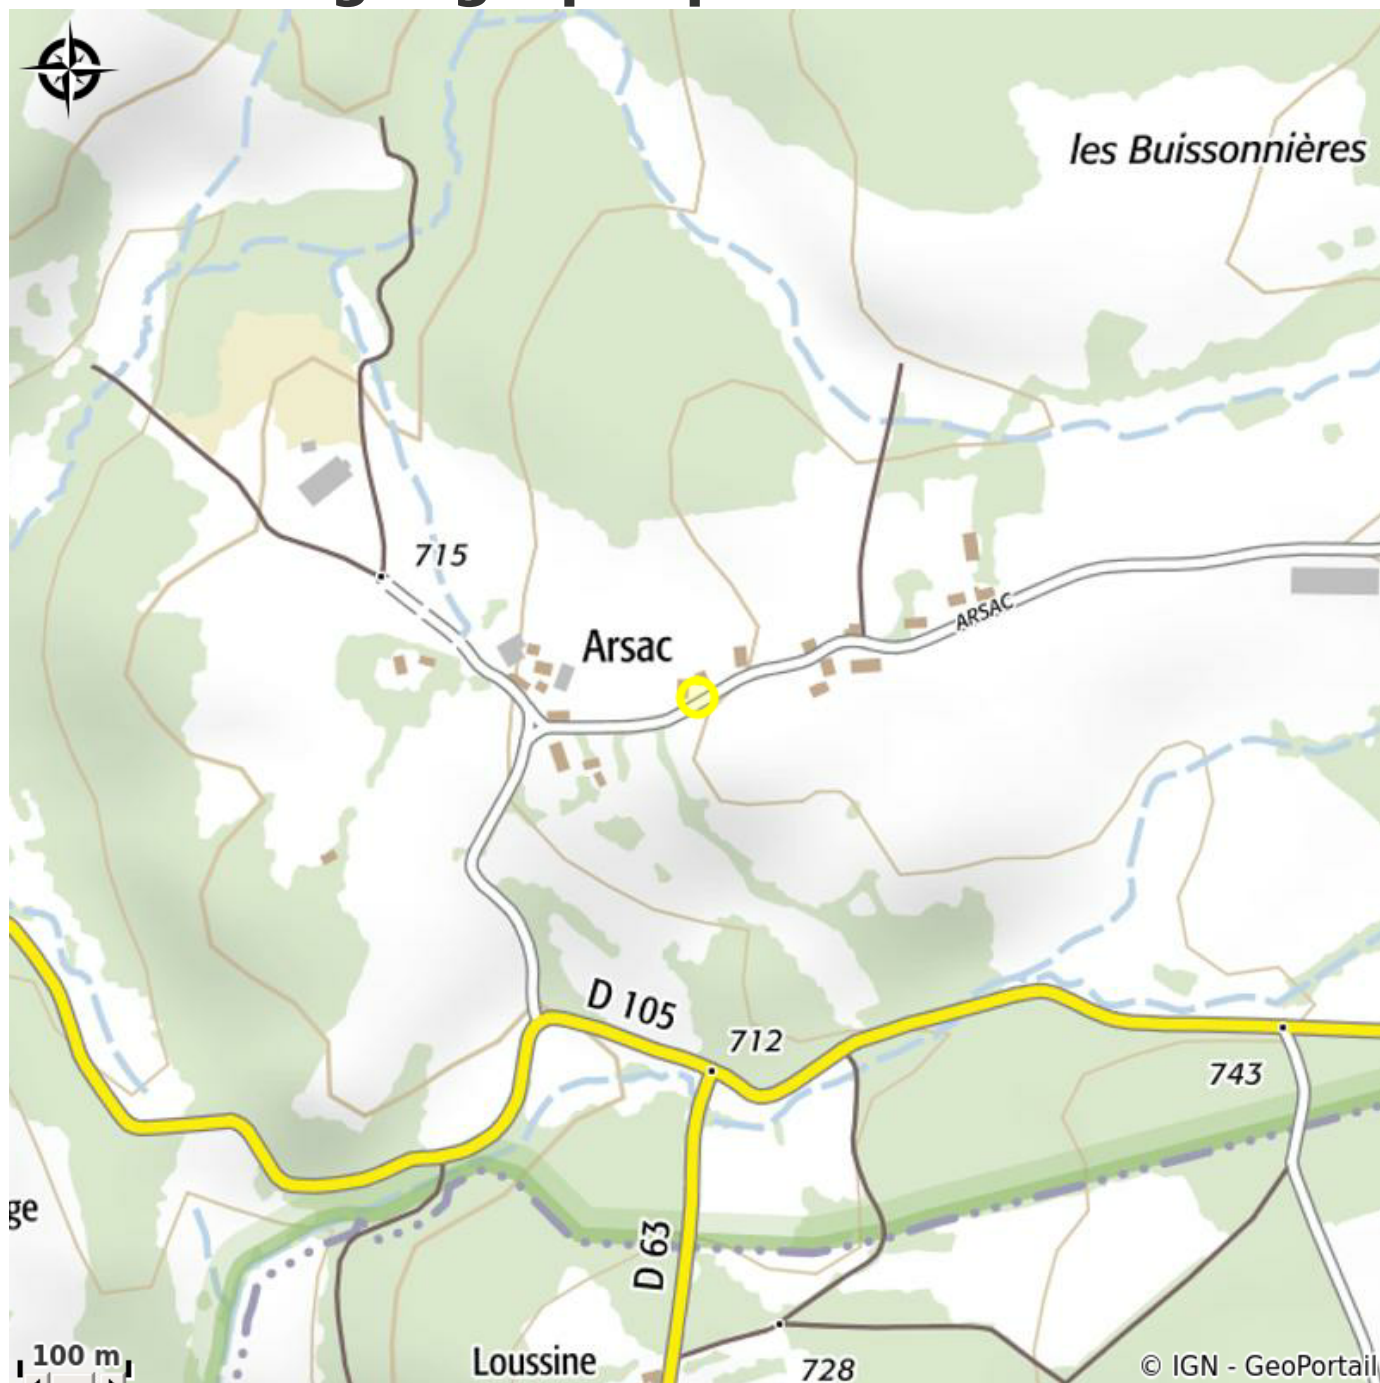 les Buissonnières
715
Arsac
ARSAC
D 105
712
743
ge
D 63
100 m
Loussine
728
© IGN - GeoPortail